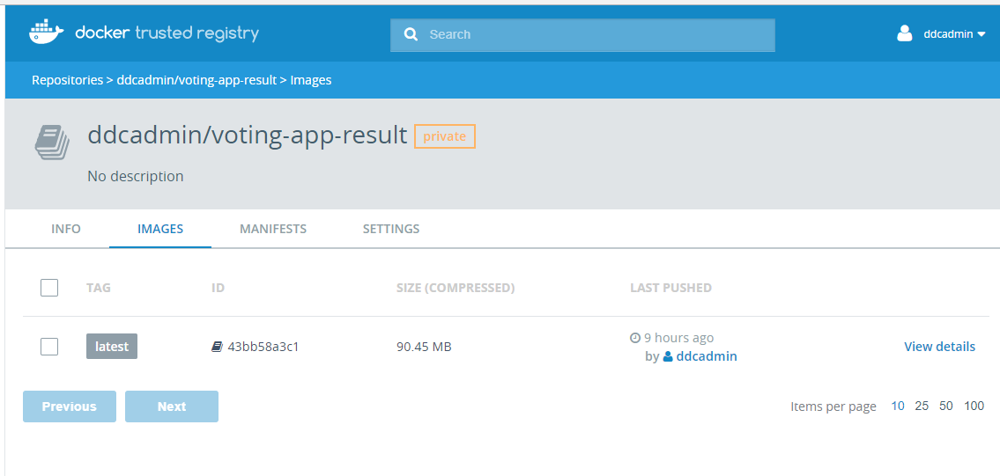 docker trusted registry
Search
ddcadmin
Repositories > ddcadmin/voting-app-result > Images
ddcadmin/voting-app-result private
No description
INFO IMAGES MANIFESTS SETTINGS
TAG ID SIZE (COMPRESSED) LAST PUSHED
latest 43bb58a3c1 90.45 MB 9 hours ago
by ddcadmin
View details
Previous Next
Items per page 10 25 50 100